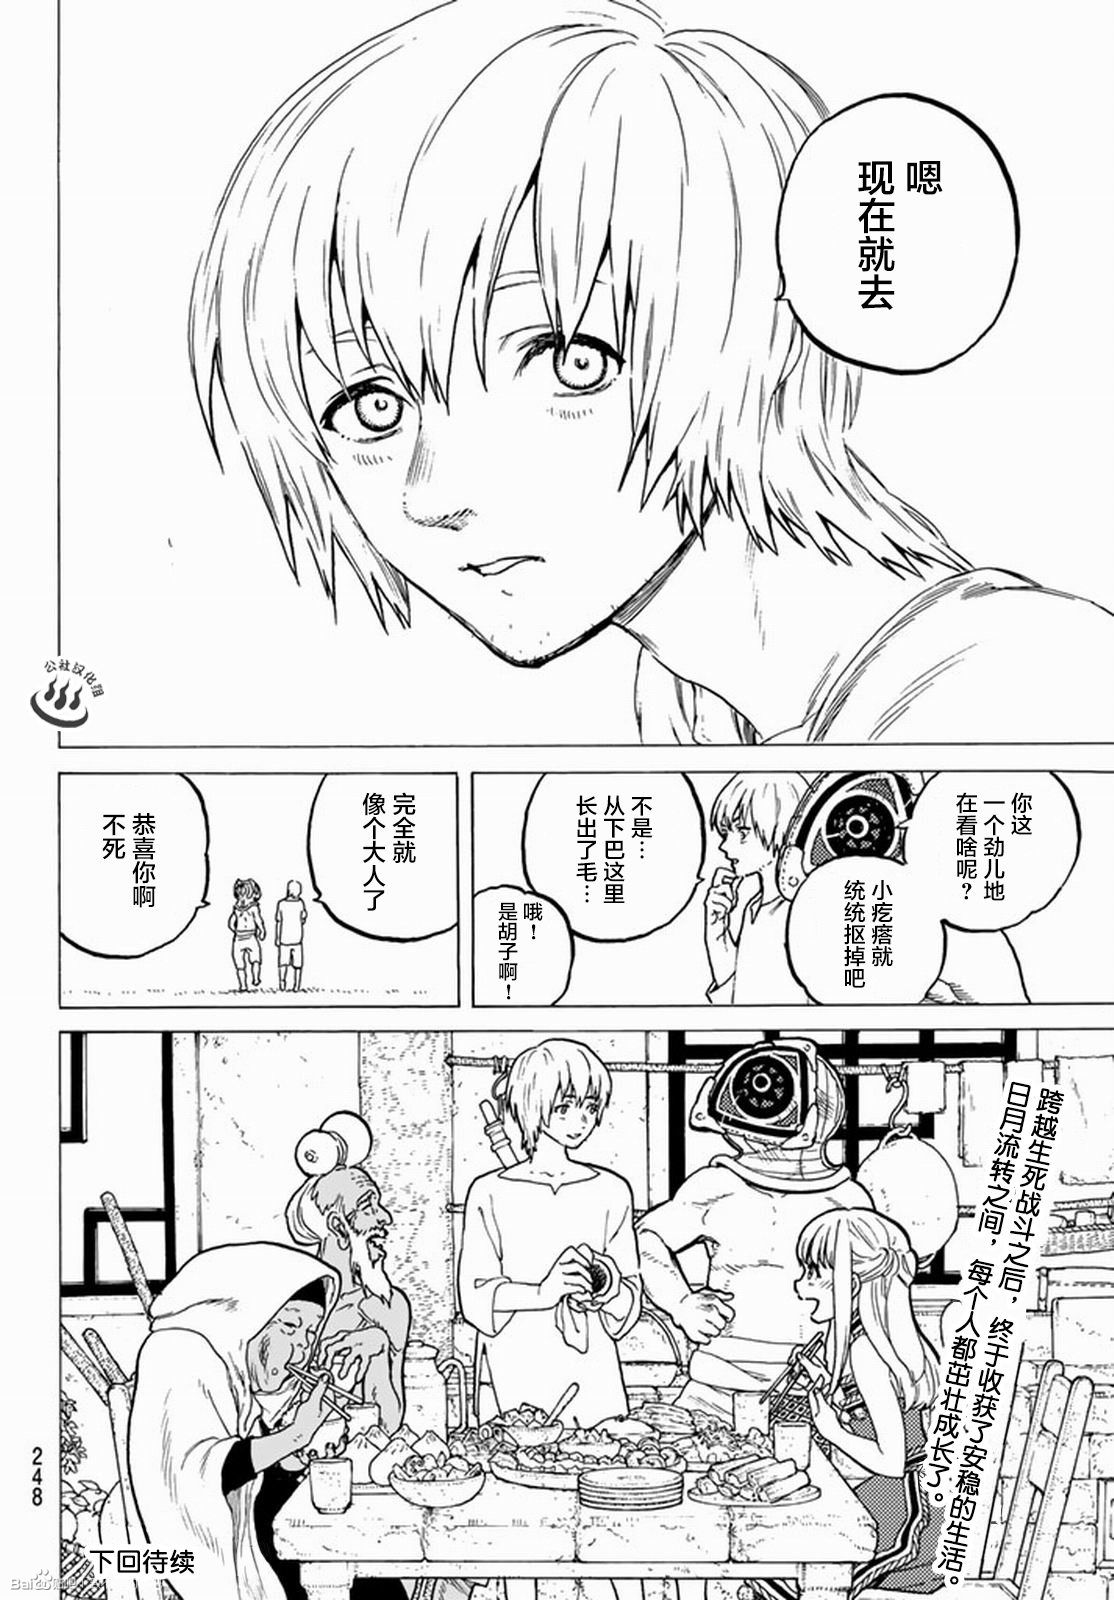 嗯
现在就去
公社汉化组
你这
一个劲儿地
在看啥呢？
小疙瘩就
统统抠掉吧
不是…
从下巴这里
长出了毛…
哦！
是胡子啊！
完全就
像个大人了
恭喜你啊
不死
跨越生死战斗之后，终于收获了安稳的生活。
日月流转之间，每个人都茁壮成长了。
248
下回待续